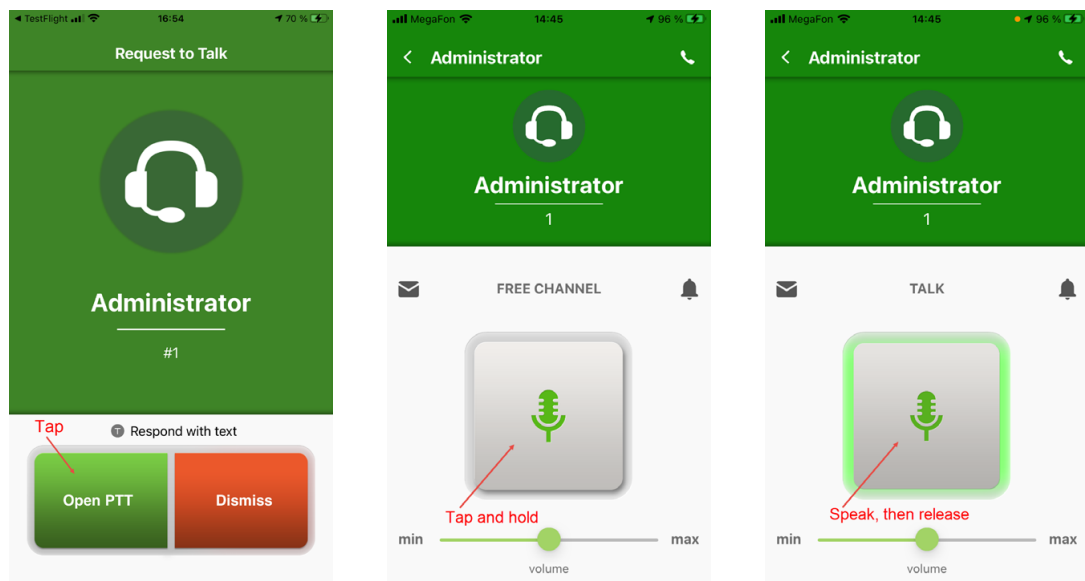 TestFlight 16:54 70 %
Request to Talk
Administrator
#1
Tap
T Respond with text
Open PTT Dismiss
MegaFon 14:45 96 %
Administrator
Administrator
1
FREE CHANNEL
Tap and hold
min max
volume
MegaFon 14:45 96 %
Administrator
Administrator
1
TALK
Speak, then release
min max
volume